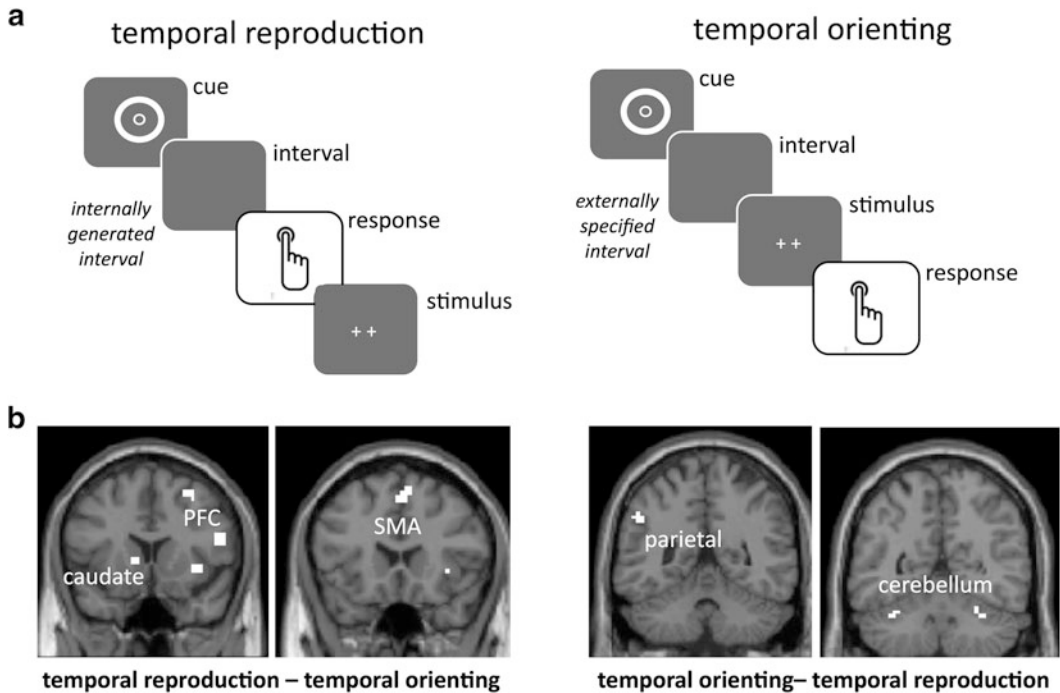 a
temporal reproduction
cue
interval
internally
generated
interval
response
stimulus
+ +
temporal orienting
cue
interval
externally
specified
interval
stimulus
+ +
response
b
PFC
caudate
SMA
temporal reproduction – temporal orienting
parietal
cerebellum
temporal orienting– temporal reproduction